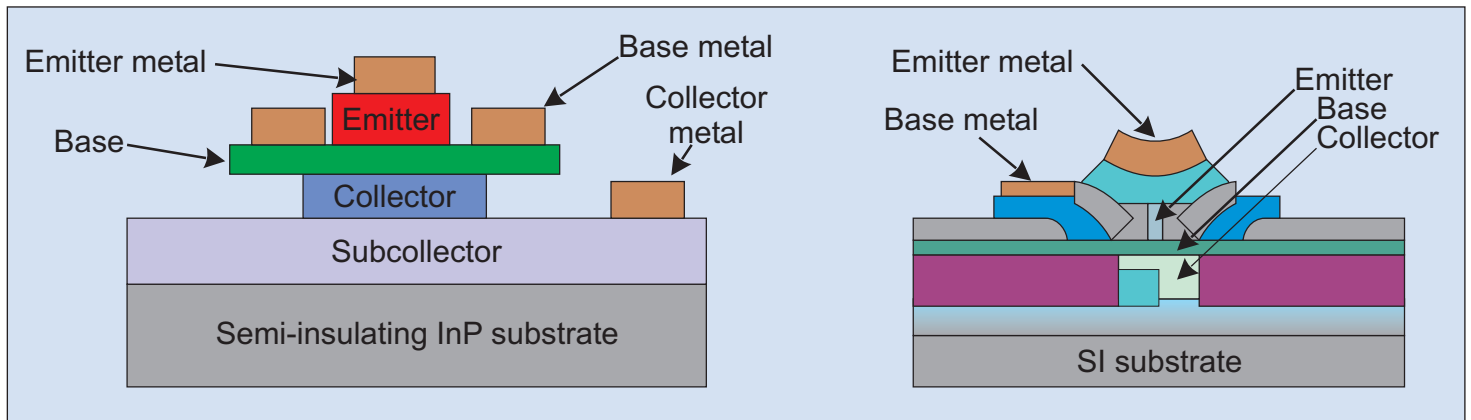 Emitter metal
Base metal
Collector
metal
Emitter
Base
Collector
Subcollector
Semi-insulating InP substrate
Emitter metal
Emitter
Base
Collector
Base metal
SI substrate